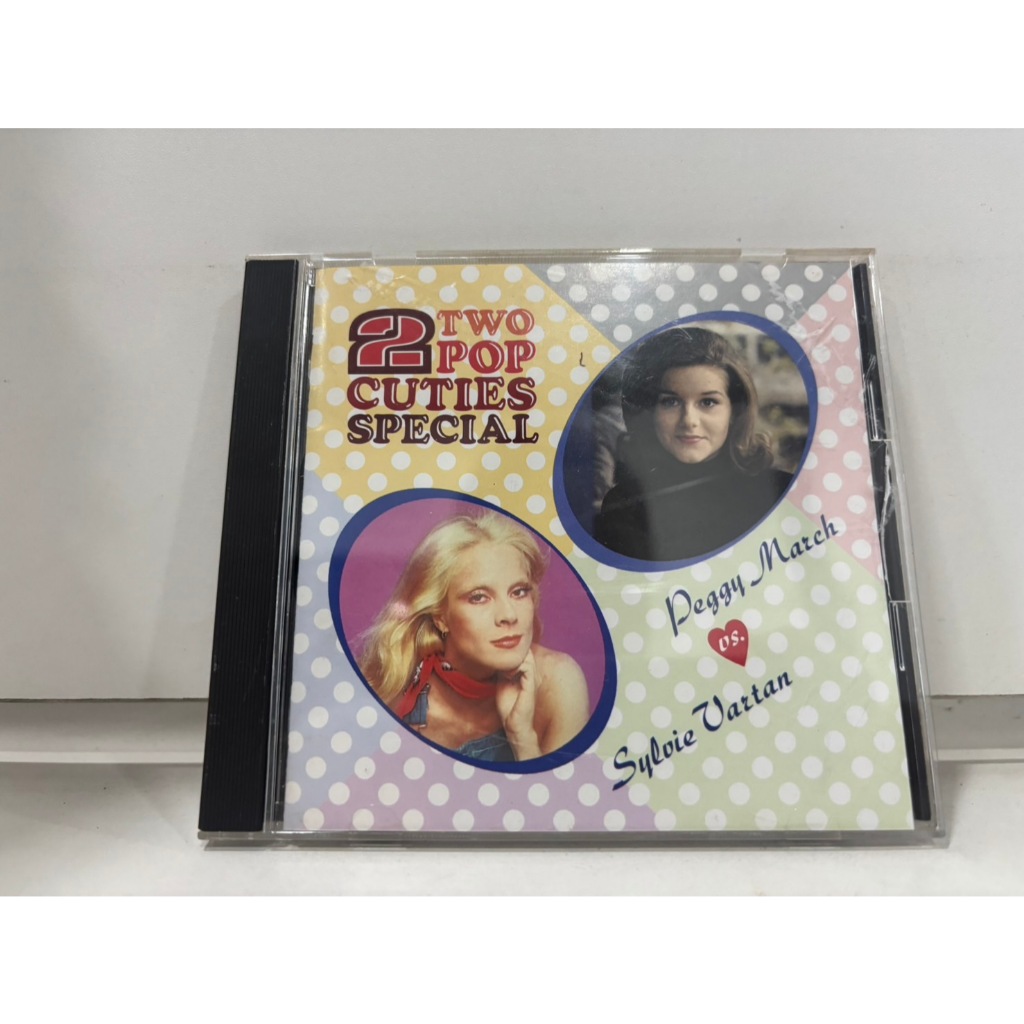 2 TWO
POP
CUTIES
SPECIAL
Peggy March
vs.
Sylvie Vartan